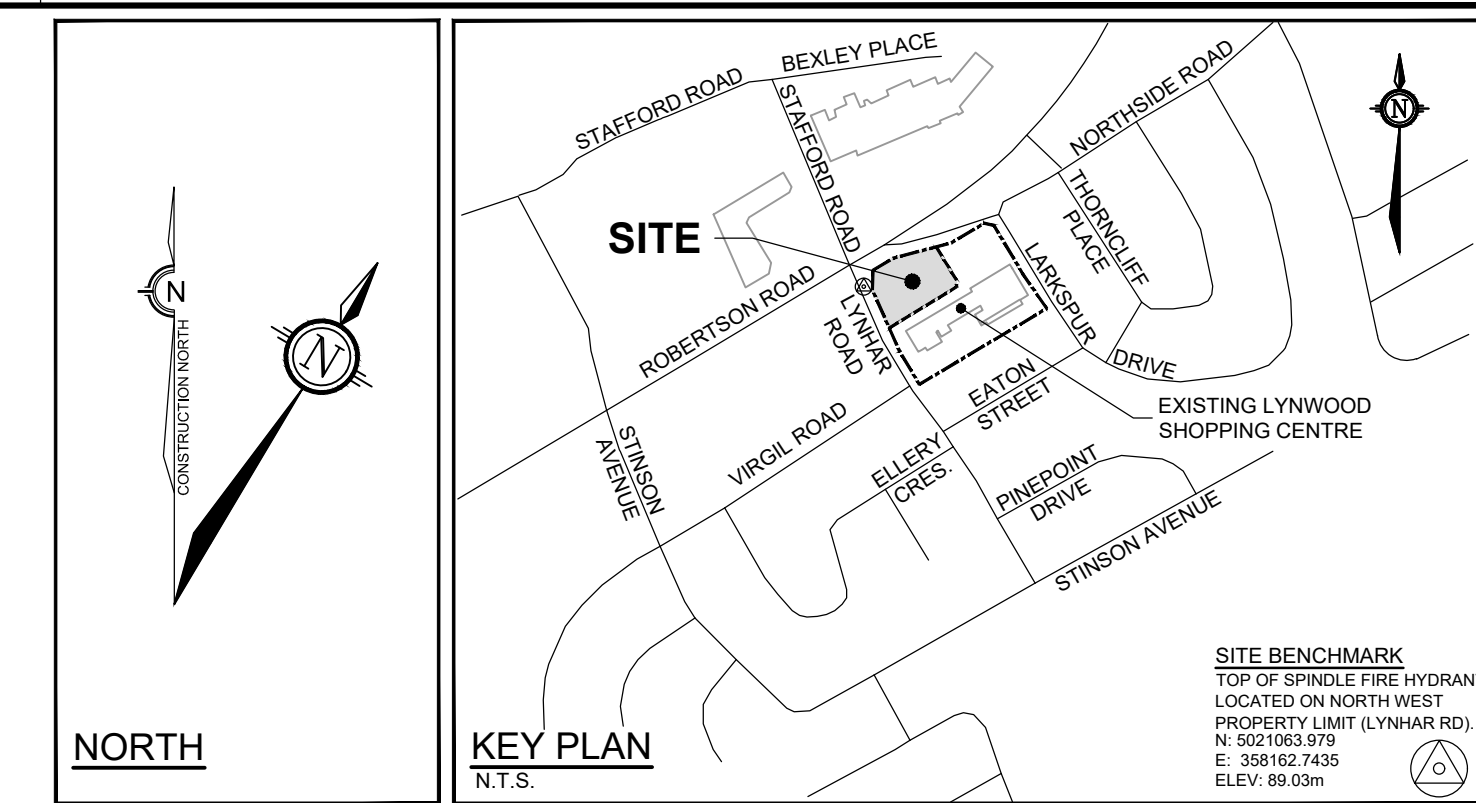 N
CONSTRUCTION NORTH
N
NORTH
BEXLEY PLACE
STAFFORD ROAD
STAFFORD ROAD
NORTHSIDE ROAD
N
THORNCLIFF
PLACE
SITE
LARKSPUR
DRIVE
ROBERTSON ROAD
LYNHAR
ROAD
EATON
STREET
EXISTING LYNWOOD
SHOPPING CENTRE
STINSON
AVENUE
VIRGIL ROAD
ELLERY
CRES.
PINEPOINT
DRIVE
STINSON AVENUE
KEY PLAN
N.T.S.
SITE BENCHMARK
TOP OF SPINDLE FIRE HYDRAN
LOCATED ON NORTH WEST
PROPERTY LIMIT (LYNHAR RD).
N: 5021063.979
E: 358162.7435
ELEV: 89.03m